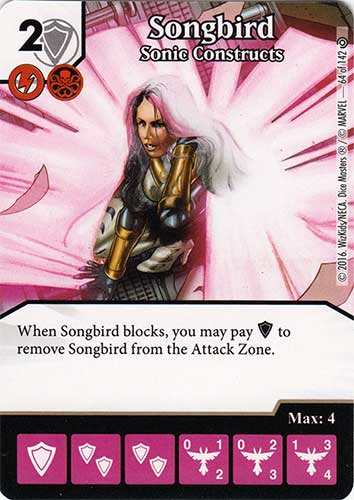 Songbird
2
Sonic Constructs
64 of 142
© 2016. WizKids/NECA. Dice Masters ® / © MARVEL
When Songbird blocks, you may pay to
remove Songbird from the Attack Zone.
Max: 4
0 1
2
0 2
3
1 3
4